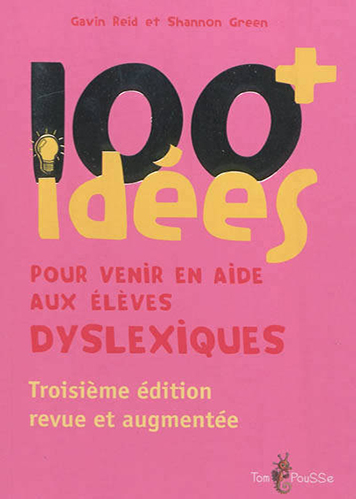 Gavin Reid et Shannon Green
100+
idées
POUR VENIR EN AIDE
AUX ÉLÈVES
DYSLEXIQUES
Troisième édition
revue et augmentée
Tom PousSe